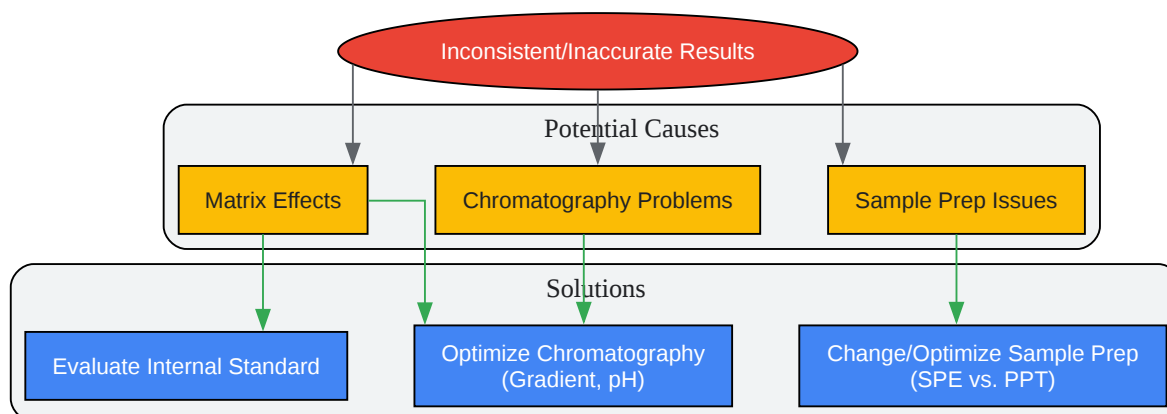 Inconsistent/Inaccurate Results
Potential Causes
Matrix Effects
Chromatography Problems
Sample Prep Issues
Solutions
Evaluate Internal Standard
Optimize Chromatography
(Gradient, pH)
Change/Optimize Sample Prep
(SPE vs. PPT)